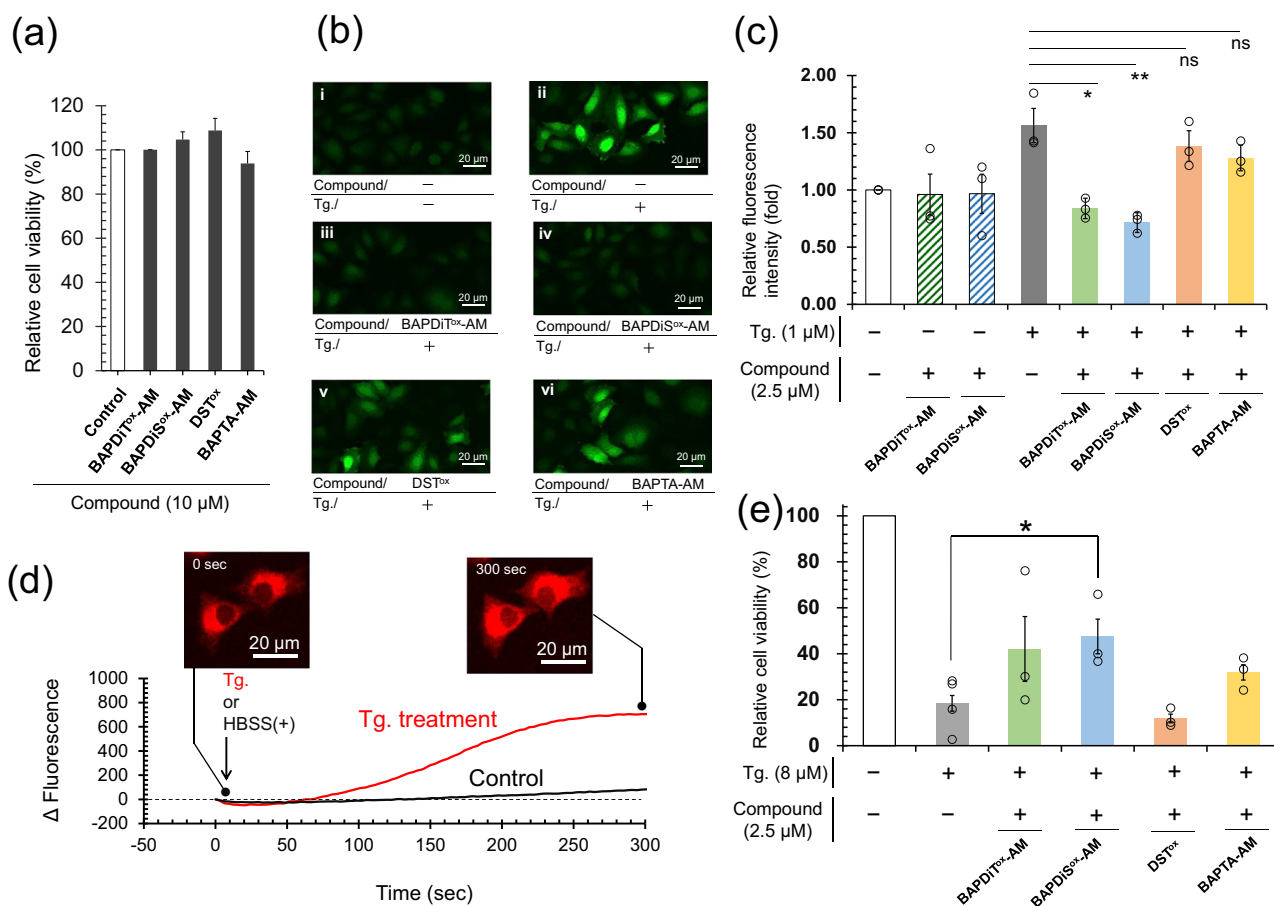 (a)
Relative cell viability (%)
120
100
80
60
40
20
0
Control
BAPDiTᵒˣ-AM
BAPDiSᵒˣ-AM
DSTᵒˣ
BAPTA-AM
Compound (10 μM)
(b)
i
20 μm
Compound/ −
Tg./ −
ii
20 μm
Compound/ −
Tg./ +
iii
20 μm
Compound/ BAPDiTᵒˣ-AM
Tg./ +
iv
20 μm
Compound/ BAPDiSᵒˣ-AM
Tg./ +
v
20 μm
Compound/ DSTᵒˣ
Tg./ +
vi
20 μm
Compound/ BAPTA-AM
Tg./ +
(c)
ns
ns
**
*
Relative fluorescence
intensity (fold)
2.00
1.50
1.00
0.50
0.00
Tg. (1 μM) − − − + + + + +
Compound
(2.5 μM) − + + − + + + +
BAPDiTᵒˣ-AM
BAPDiSᵒˣ-AM
BAPDiTᵒˣ-AM
BAPDiSᵒˣ-AM
DSTᵒˣ
BAPTA-AM
(d)
0 sec
20 μm
300 sec
20 μm
Tg.
or
HBSS(+)
Tg. treatment
Control
Δ Fluorescence
1000
800
600
400
200
0
-200
-50 0 50 100 150 200 250 300
Time (sec)
(e)
*
Relative cell viability (%)
100
80
60
40
20
0
Tg. (8 μM) − + + + + +
Compound
(2.5 μM) − − + + + +
BAPDiTᵒˣ-AM
BAPDiSᵒˣ-AM
DSTᵒˣ
BAPTA-AM